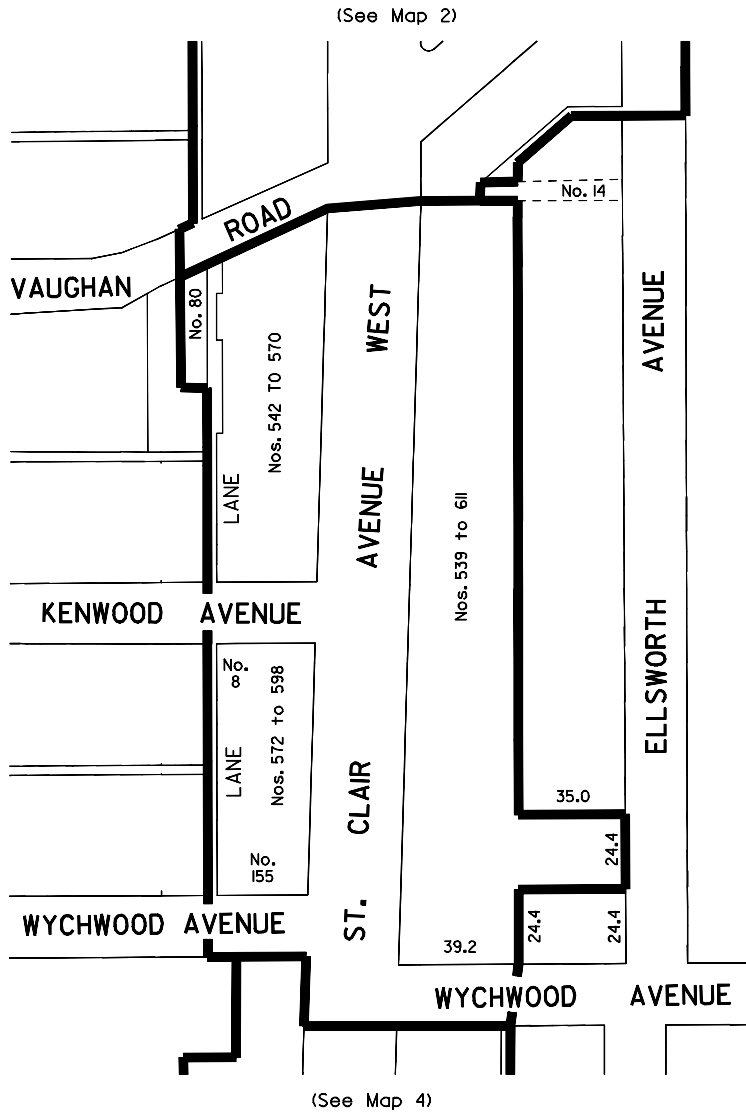 (See Map 2)
No. 14
ROAD
VAUGHAN
No. 80
WEST
AVENUE
Nos. 542 TO 570
LANE
AVENUE
Nos. 539 to 611
KENWOOD AVENUE
ELLSWORTH
No.
8
Nos. 572 to 598
LANE
CLAIR
35.0
24.4
No.
155
ST.
WYCHWOOD AVENUE
24.4
24.4
39.2
WYCHWOOD AVENUE
(See Map 4)